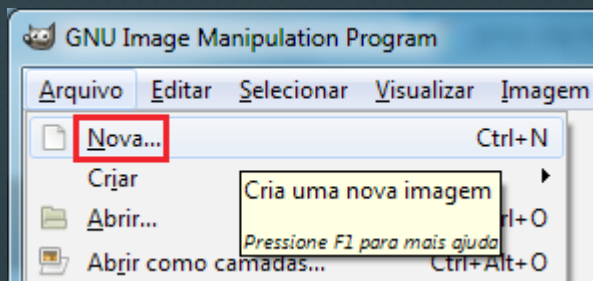 GNU Image Manipulation Program
Arquivo Editar Selecionar Visualizar Imagem
Nova... Ctrl+N
Criar
Cria uma nova imagem
Abrir... rl+O
Pressione F1 para mais ajuda
Abrir como camadas... Ctrl+Alt+O